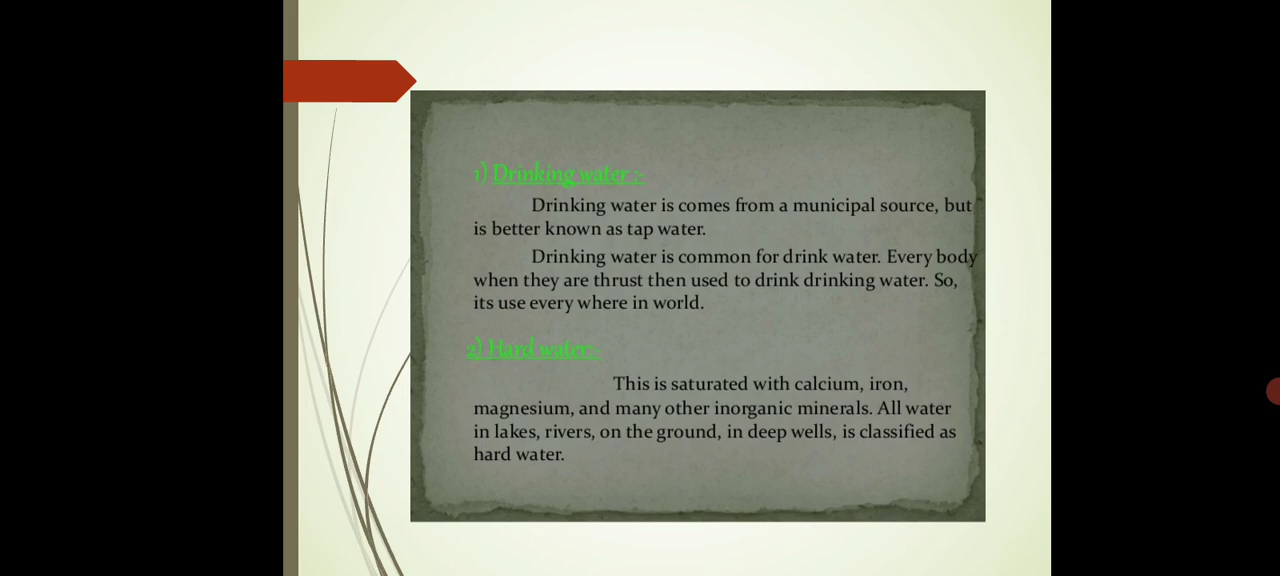 1) Drinking water :-
Drinking water is comes from a municipal source, but
is better known as tap water.
Drinking water is common for drink water. Every body
when they are thrust then used to drink drinking water. So,
its use every where in world.
2) Hard water:-
This is saturated with calcium, iron,
magnesium, and many other inorganic minerals. All water
in lakes, rivers, on the ground, in deep wells, is classified as
hard water.